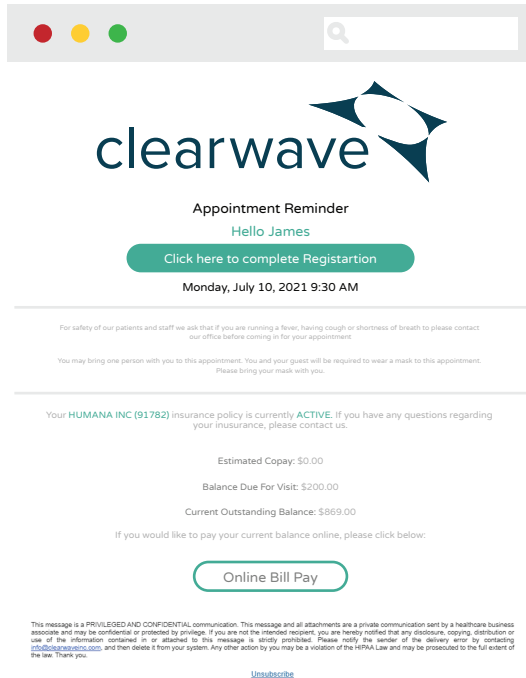 clearwave
Appointment Reminder
Hello James
Click here to complete Registartion
Monday, July 10, 2021 9:30 AM
For safety of our patients and staff we ask that if you are running a fever, having cough or shortness of breath to please contact
our office before coming in for your appointment
You may bring one person with you to this appointment. You and your guest will be required to wear a mask to this appointment.
Please bring your mask with you.
Your HUMANA INC (91782) insurance policy is currently ACTIVE. If you have any questions regarding
your inusurance, please contact us.
Estimated Copay: $0.00
Balance Due For Visit: $200.00
Current Outstanding Balance: $869.00
If you would like to pay your current balance online, please click below:
Online Bill Pay
This message is a PRIVILEGED AND CONFIDENTIAL communication. This message and all attachments are a private communication sent by a healthcare business
associate and may be confidential or protected by privilege. If you are not the intended recipient, you are hereby notified that any disclosure, copying, distribution or
use of the information contained in or attached to this message is strictly prohibited. Please notify the sender of the delivery error by contacting
info@clearwaveinc.com, and then delete it from your system. Any other action by you may be a violation of the HIPAA Law and may be prosecuted to the full extent of
the law. Thank you.
Unsubscribe